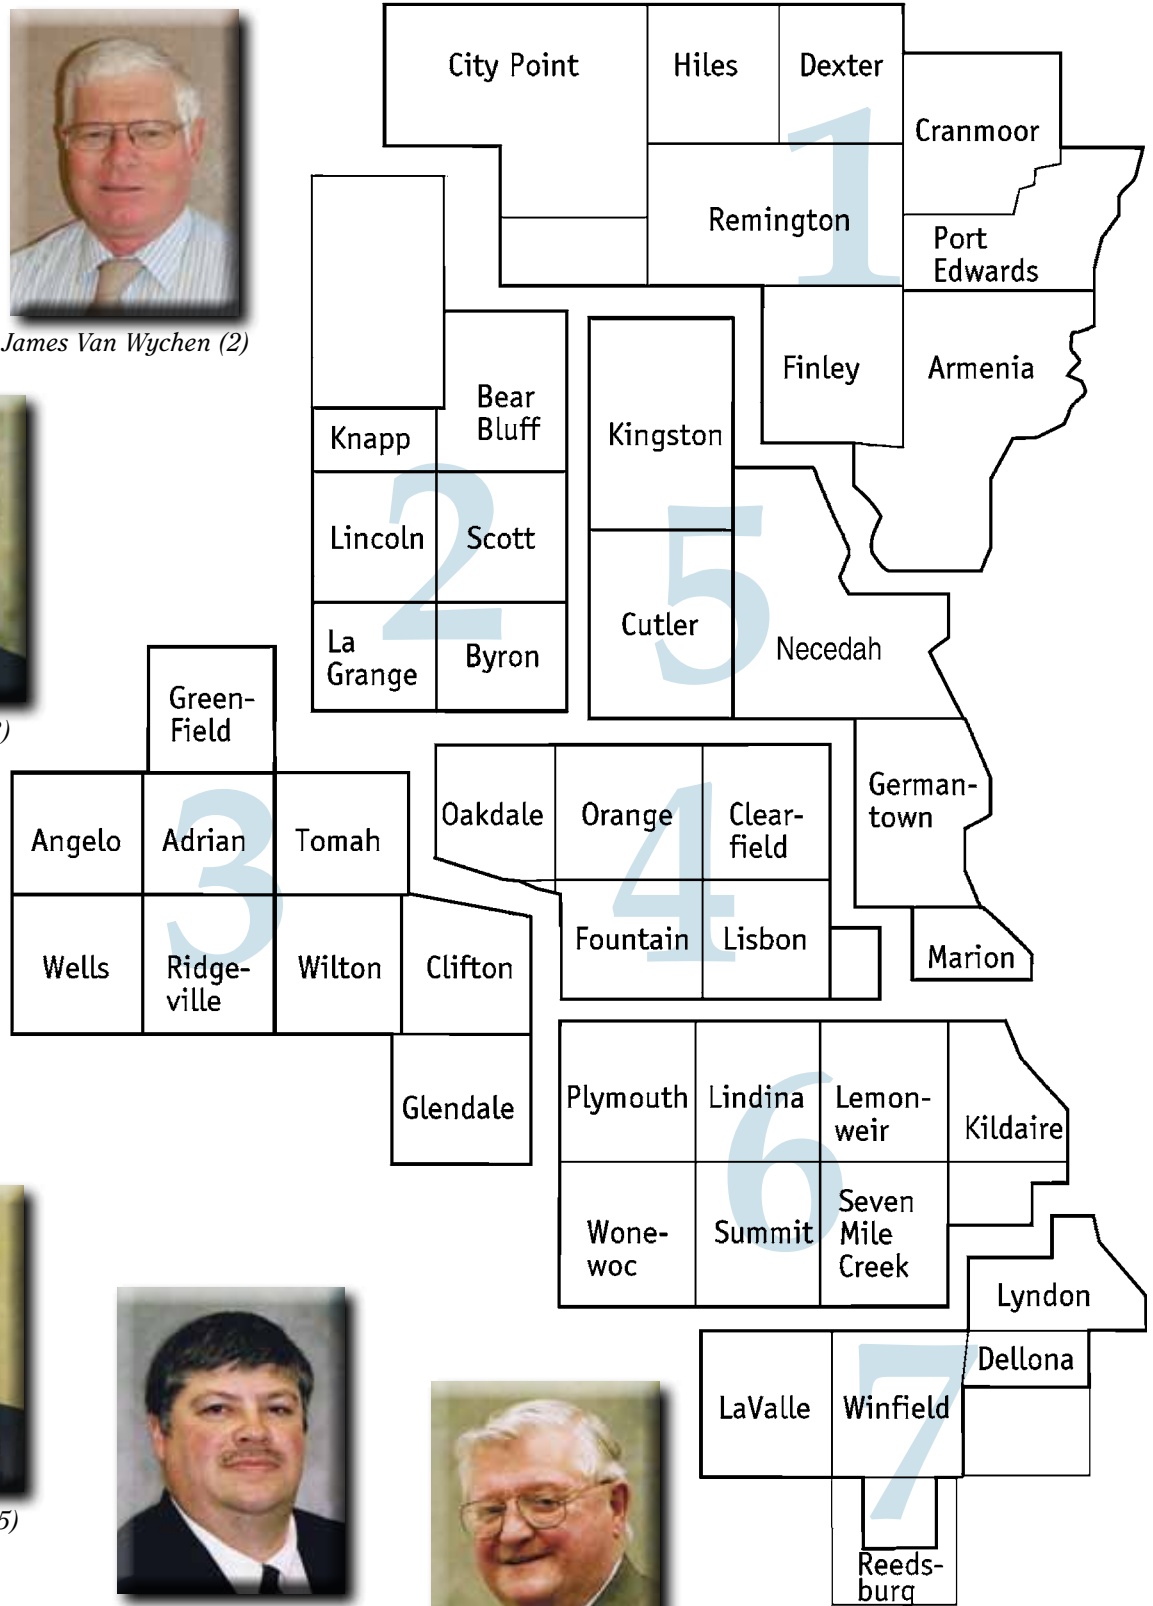 City Point
Hiles
Dexter
1
Cranmoor
Remington
Port
Edwards
James Van Wychen (2)
Finley
Armenia
Bear
Bluff
Knapp
Kingston
2
Lincoln
Scott
5
Cutler
Necedah
La
Grange
Byron
Green-
Field
)
3
Angelo
Adrian
Tomah
Wells
Ridge-
ville
Wilton
Clifton
Glendale
4
Oakdale
Orange
Clear-
field
Fountain
Lisbon
German-
town
Marion
6
Plymouth
Lindina
Lemon-
weir
Kildaire
Wone-
woc
Summit
Seven
Mile
Creek
Lyndon
7
Dellona
LaValle
Winfield
5)
Reeds-
burg